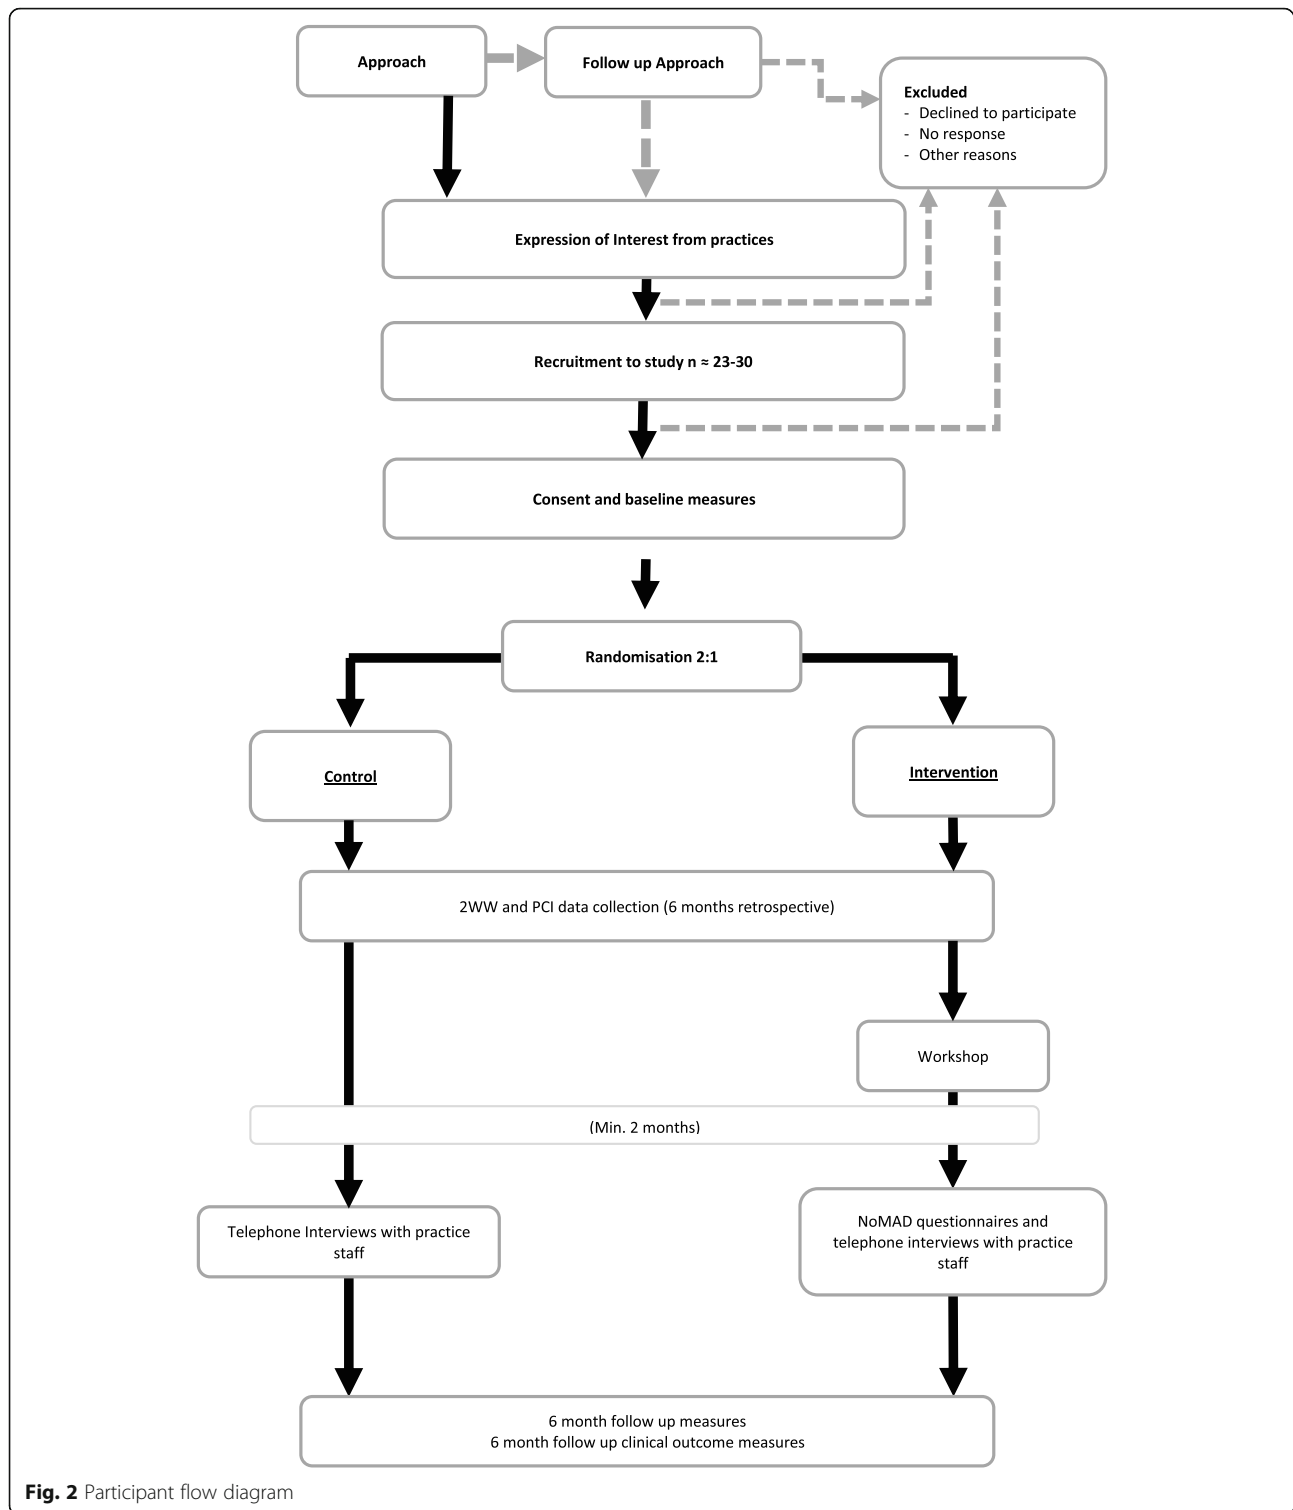 Approach
Follow up Approach
Excluded
- Declined to participate
- No response
- Other reasons
Expression of Interest from practices
Recruitment to study n ≈ 23-30
Consent and baseline measures
Randomisation 2:1
Control
Intervention
2WW and PCI data collection (6 months retrospective)
Workshop
(Min. 2 months)
Telephone Interviews with practice
staff
NoMAD questionnaires and
telephone interviews with practice
staff
6 month follow up measures
6 month follow up clinical outcome measures
Fig. 2 Participant flow diagram